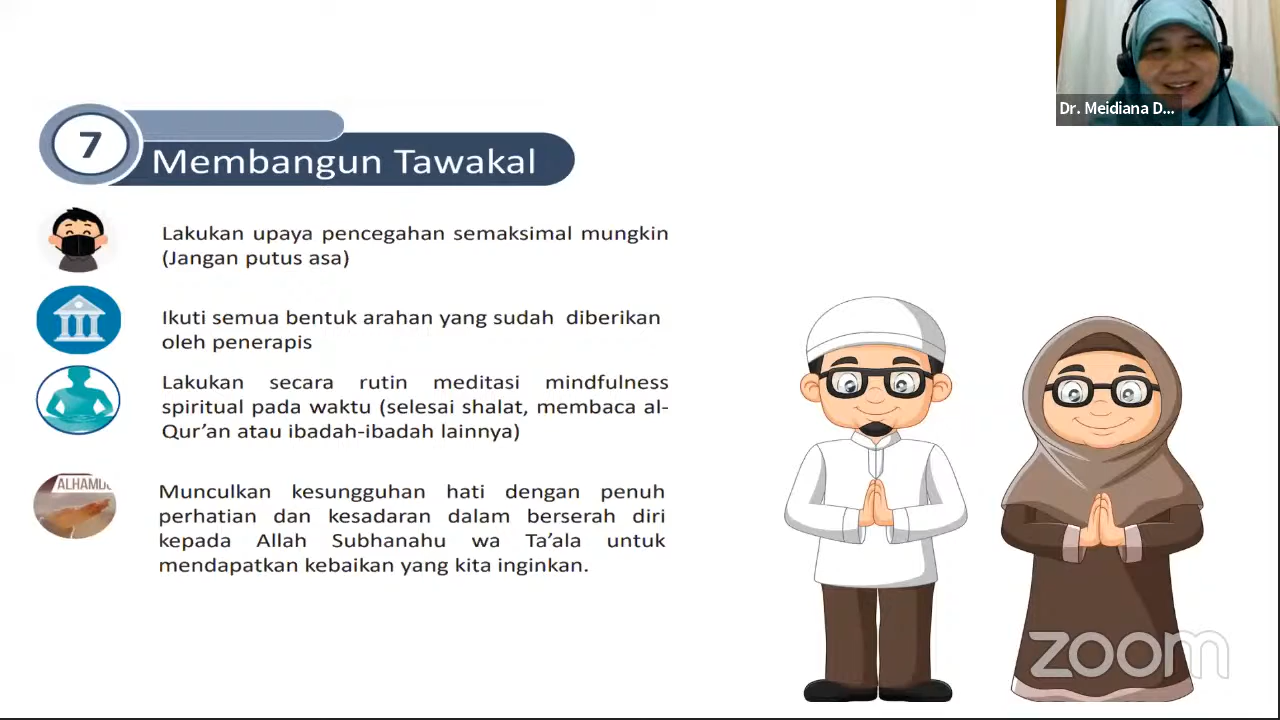 Dr. Meidiana D...
7
Membangun Tawakal
Lakukan upaya pencegahan semaksimal mungkin
(Jangan putus asa)
Ikuti semua bentuk arahan yang sudah diberikan
oleh penerapis
Lakukan secara rutin meditasi mindfulness
spiritual pada waktu (selesai shalat, membaca al-
Qur’an atau ibadah-ibadah lainnya)
ALHAMDU
Munculkan kesungguhan hati dengan penuh
perhatian dan kesadaran dalam berserah diri
kepada Allah Subhanahu wa Ta’ala untuk
mendapatkan kebaikan yang kita inginkan.
zoom